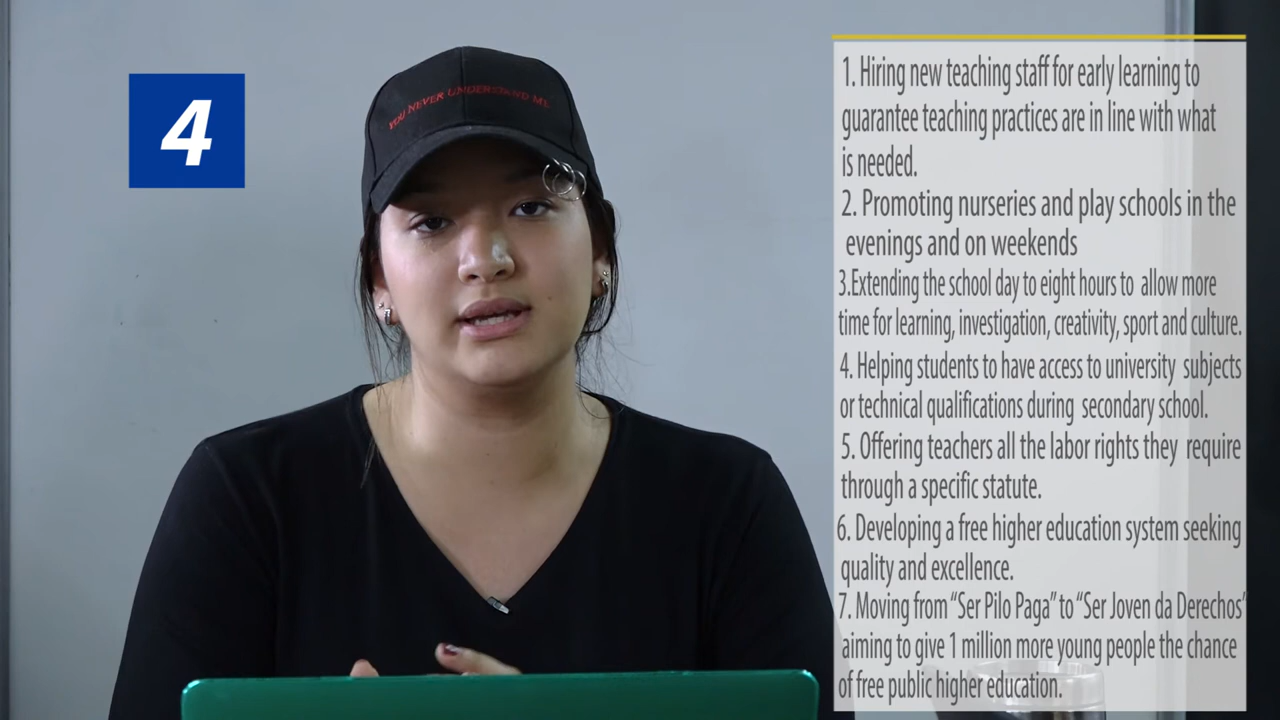 4
YOU NEVER UNDERSTAND ME
1. Hiring new teaching staff for early learning to
guarantee teaching practices are in line with what
is needed.
2. Promoting nurseries and play schools in the
evenings and on weekends
3.Extending the school day to eight hours to allow more
time for learning, investigation, creativity, sport and culture.
4. Helping students to have access to university subjects
or technical qualifications during secondary school.
5. Offering teachers all the labor rights they require
through a specific statute.
6. Developing a free higher education system seeking
quality and excellence.
7. Moving from “Ser Pilo Paga” to “Ser Joven da Derechos”
aiming to give 1 million more young people the chance
of free public higher education.